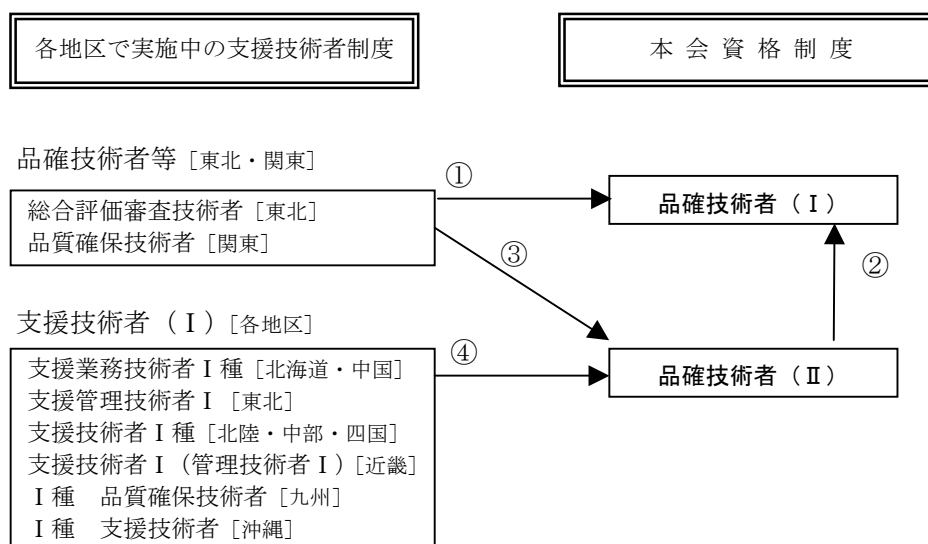 各地区で実施中の支援技術者制度
本 会 資 格 制 度
品確技術者等 [東北・関東]
①
総合評価審査技術者 [東北]
品質確保技術者 [関東]
品確技術者（Ⅰ）
③
②
支援技術者（Ⅰ）[各地区]
④
支援業務技術者Ⅰ種 [北海道・中国]
支援管理技術者Ⅰ [東北]
支援技術者Ⅰ種 [北陸・中部・四国]
支援技術者Ⅰ（管理技術者Ⅰ）[近畿]
Ⅰ種　品質確保技術者 [九州]
Ⅰ種　支援技術者 [沖縄]
品確技術者（Ⅱ）